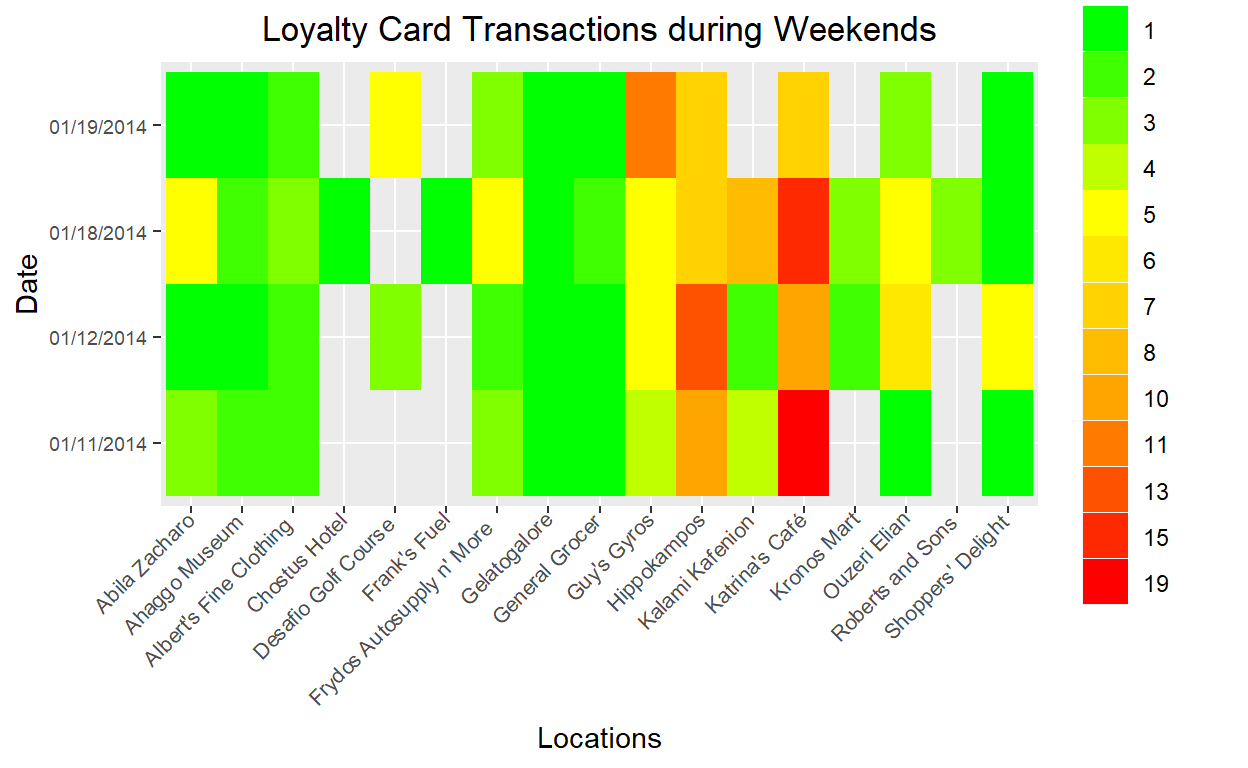 Loyalty Card Transactions during Weekends
Date
01/19/2014
01/18/2014
01/12/2014
01/11/2014
Abila Zacharo
Ahaggo Museum
Albert's Fine Clothing
Chostus Hotel
Desafio Golf Course
Frank's Fuel
Frydos Autosupply n' More
Gelatogalore
General Grocer
Guy's Gyros
Hippokampos
Kalami Kafenion
Katrina's Café
Kronos Mart
Ouzeri Elian
Roberts and Sons
Shoppers' Delight
Locations
1
2
3
4
5
6
7
8
10
11
13
15
19